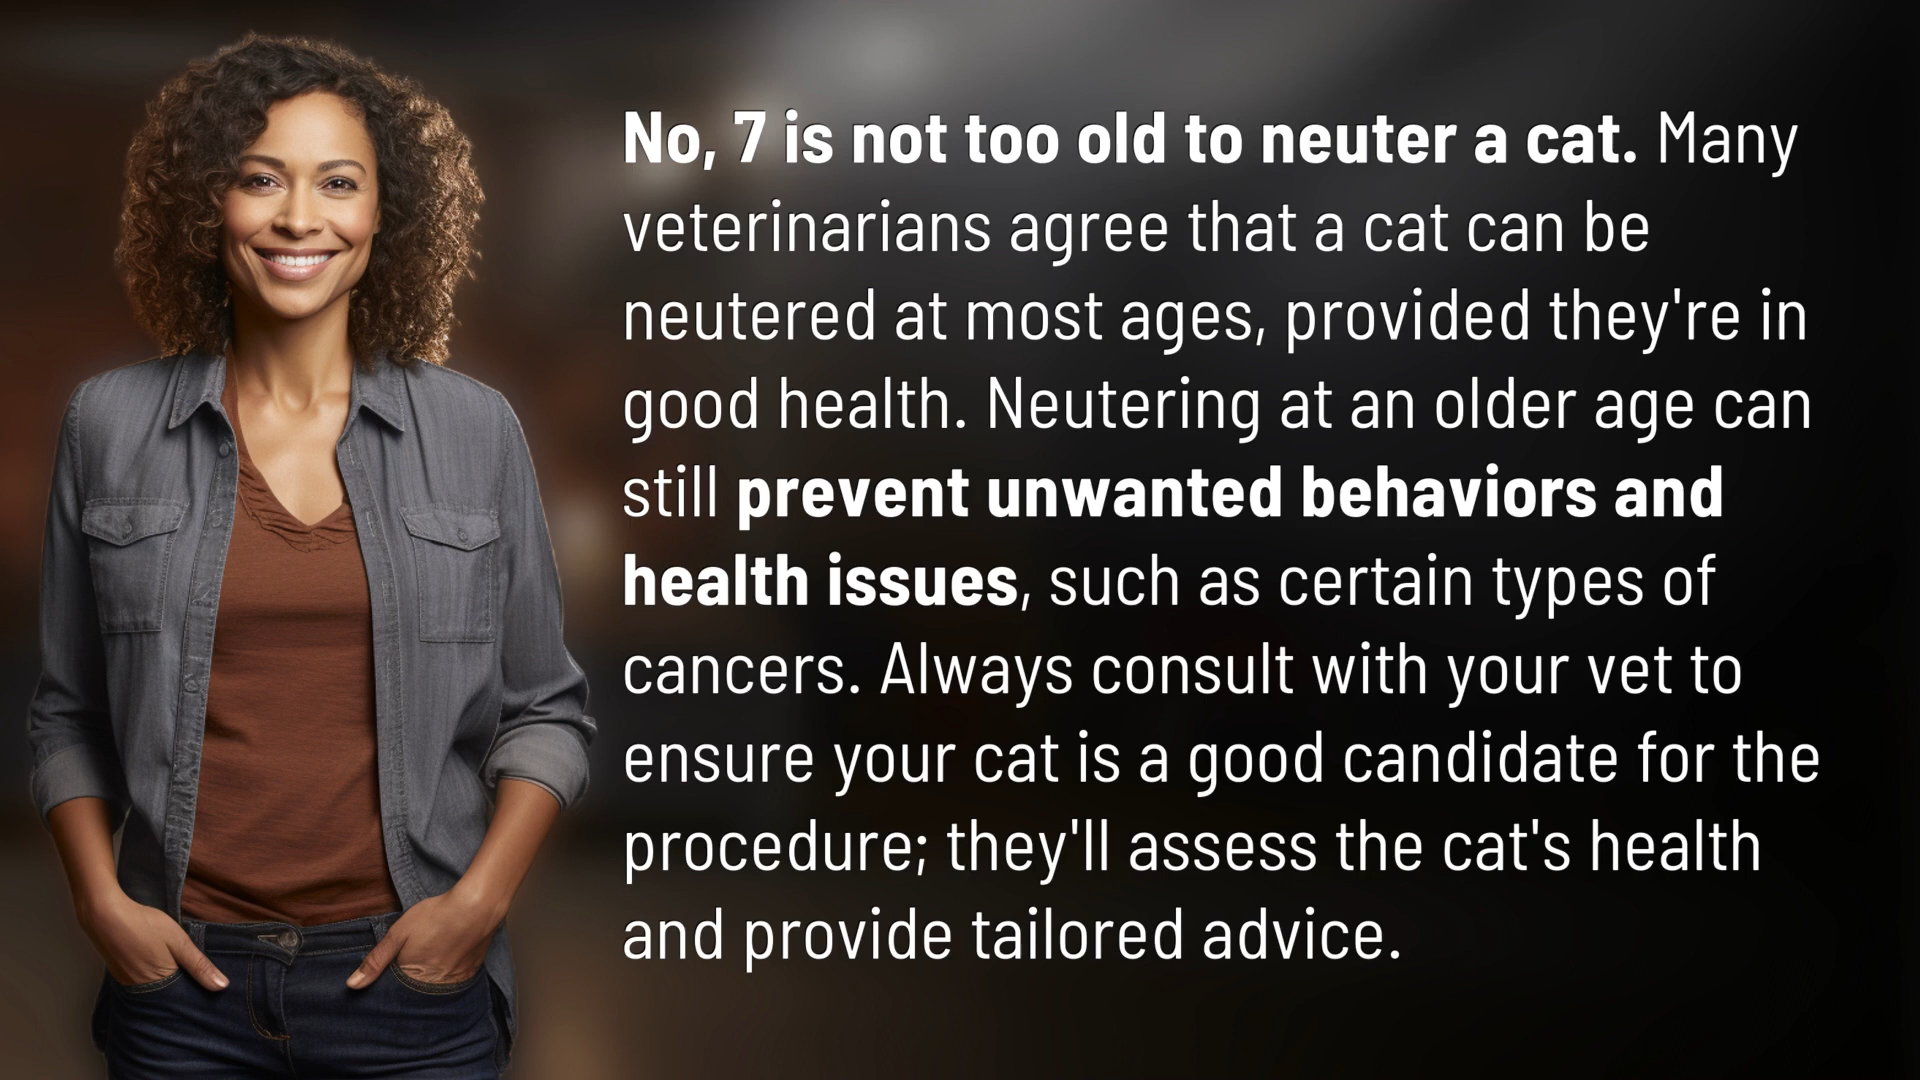 No, 7 is not too old to neuter a cat. Many
veterinarians agree that a cat can be
neutered at most ages, provided they're in
good health. Neutering at an older age can
still prevent unwanted behaviors and
health issues, such as certain types of
cancers. Always consult with your vet to
ensure your cat is a good candidate for the
procedure; they'll assess the cat's health
and provide tailored advice.